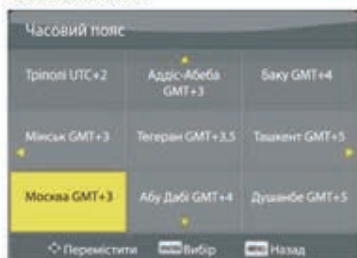 Часовий пояс
Тріполі UTC+2
Аддіс-Абеба GMT+3
Баку GMT+4
Мінськ GMT+3
Тегеран GMT+3,5
Ташкент GMT+5
Москва GMT+3
Абу Дабі GMT+4
Душанбе GMT+5
Перемістити
Вибір
Назад